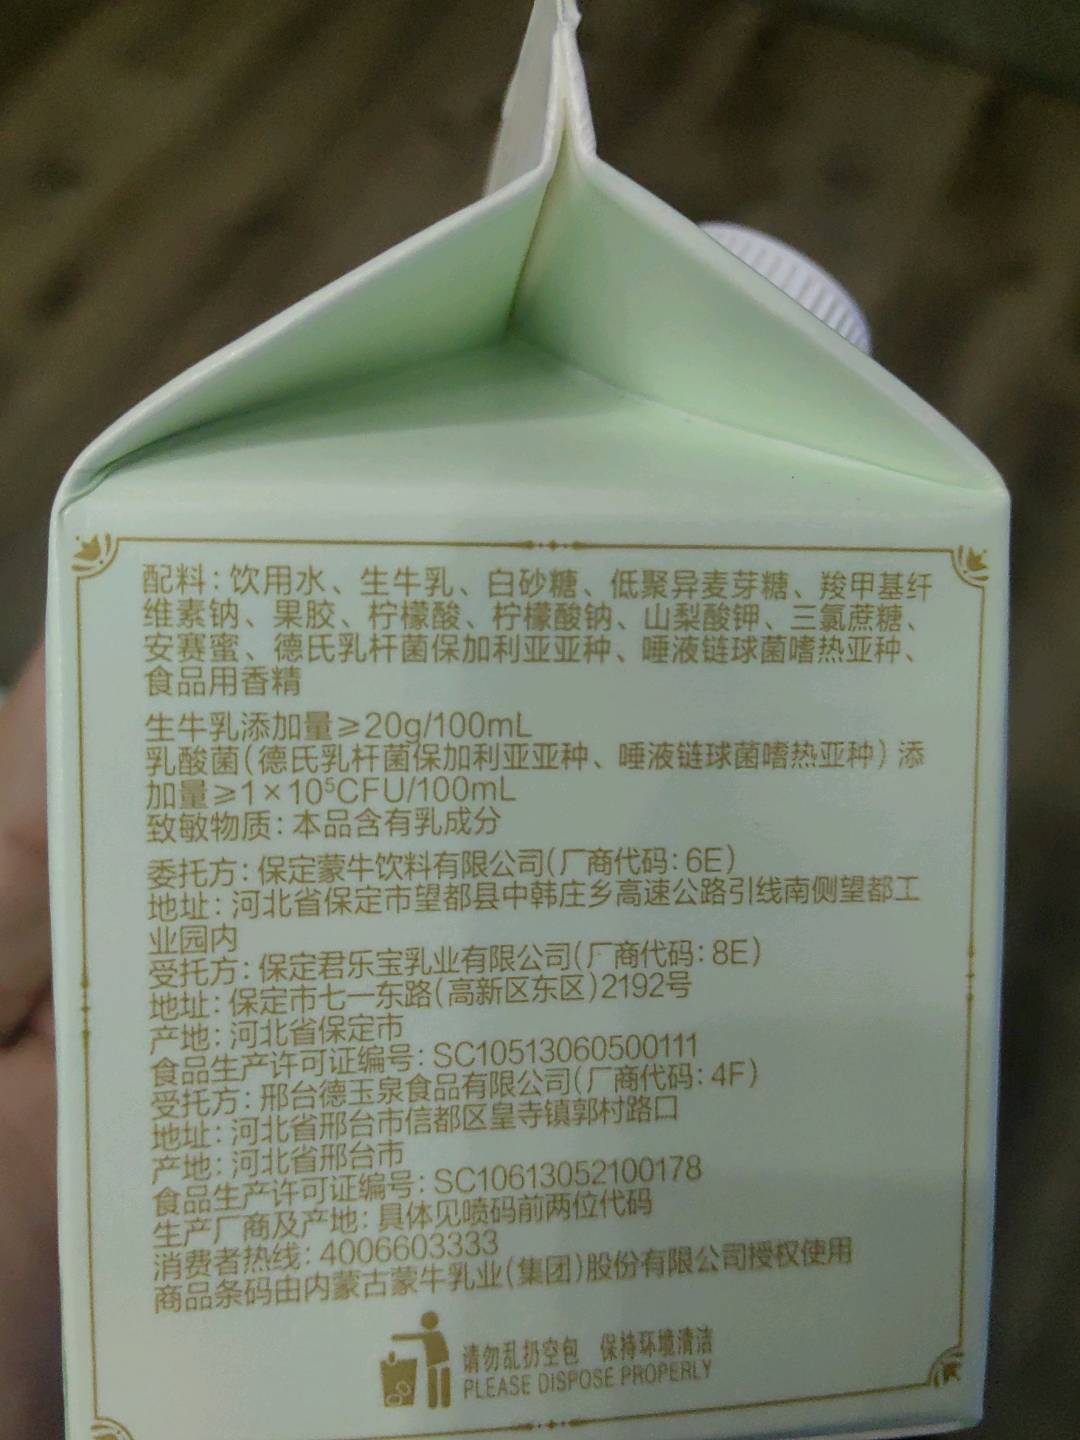 配料：饮用水、生牛乳、白砂糖、低聚异麦芽糖、羧甲基纤
维素钠、果胶、柠檬酸、柠檬酸钠、山梨酸钾、三氯蔗糖、
安赛蜜、德氏乳杆菌保加利亚亚种、唾液链球菌嗜热亚种、
食品用香精
生牛乳添加量≥20g/100mL
乳酸菌(德氏乳杆菌保加利亚亚种、唾液链球菌嗜热亚种)添
加量≥1×10⁵CFU/100mL
致敏物质：本品含有乳成分
委托方：保定蒙牛饮料有限公司(厂商代码：6E)
地址：河北省保定市望都县中韩庄乡高速公路引线南侧望都工
业园内
受托方：保定君乐宝乳业有限公司(厂商代码：8E)
地址：保定市七一东路(高新区东区)2192号
产地：河北省保定市
食品生产许可证编号：SC10513060500111
受托方：邢台德玉泉食品有限公司(厂商代码：4F)
地址：河北省邢台市信都区皇寺镇郭村路口
产地：河北省邢台市
食品生产许可证编号：SC10613052100178
生产厂商及产地：具体见喷码前两位代码
消费者热线：4006603333
商品条码由内蒙古蒙牛乳业(集团)股份有限公司授权使用
请勿乱扔空包 保持环境清洁
PLEASE DISPOSE PROPERLY